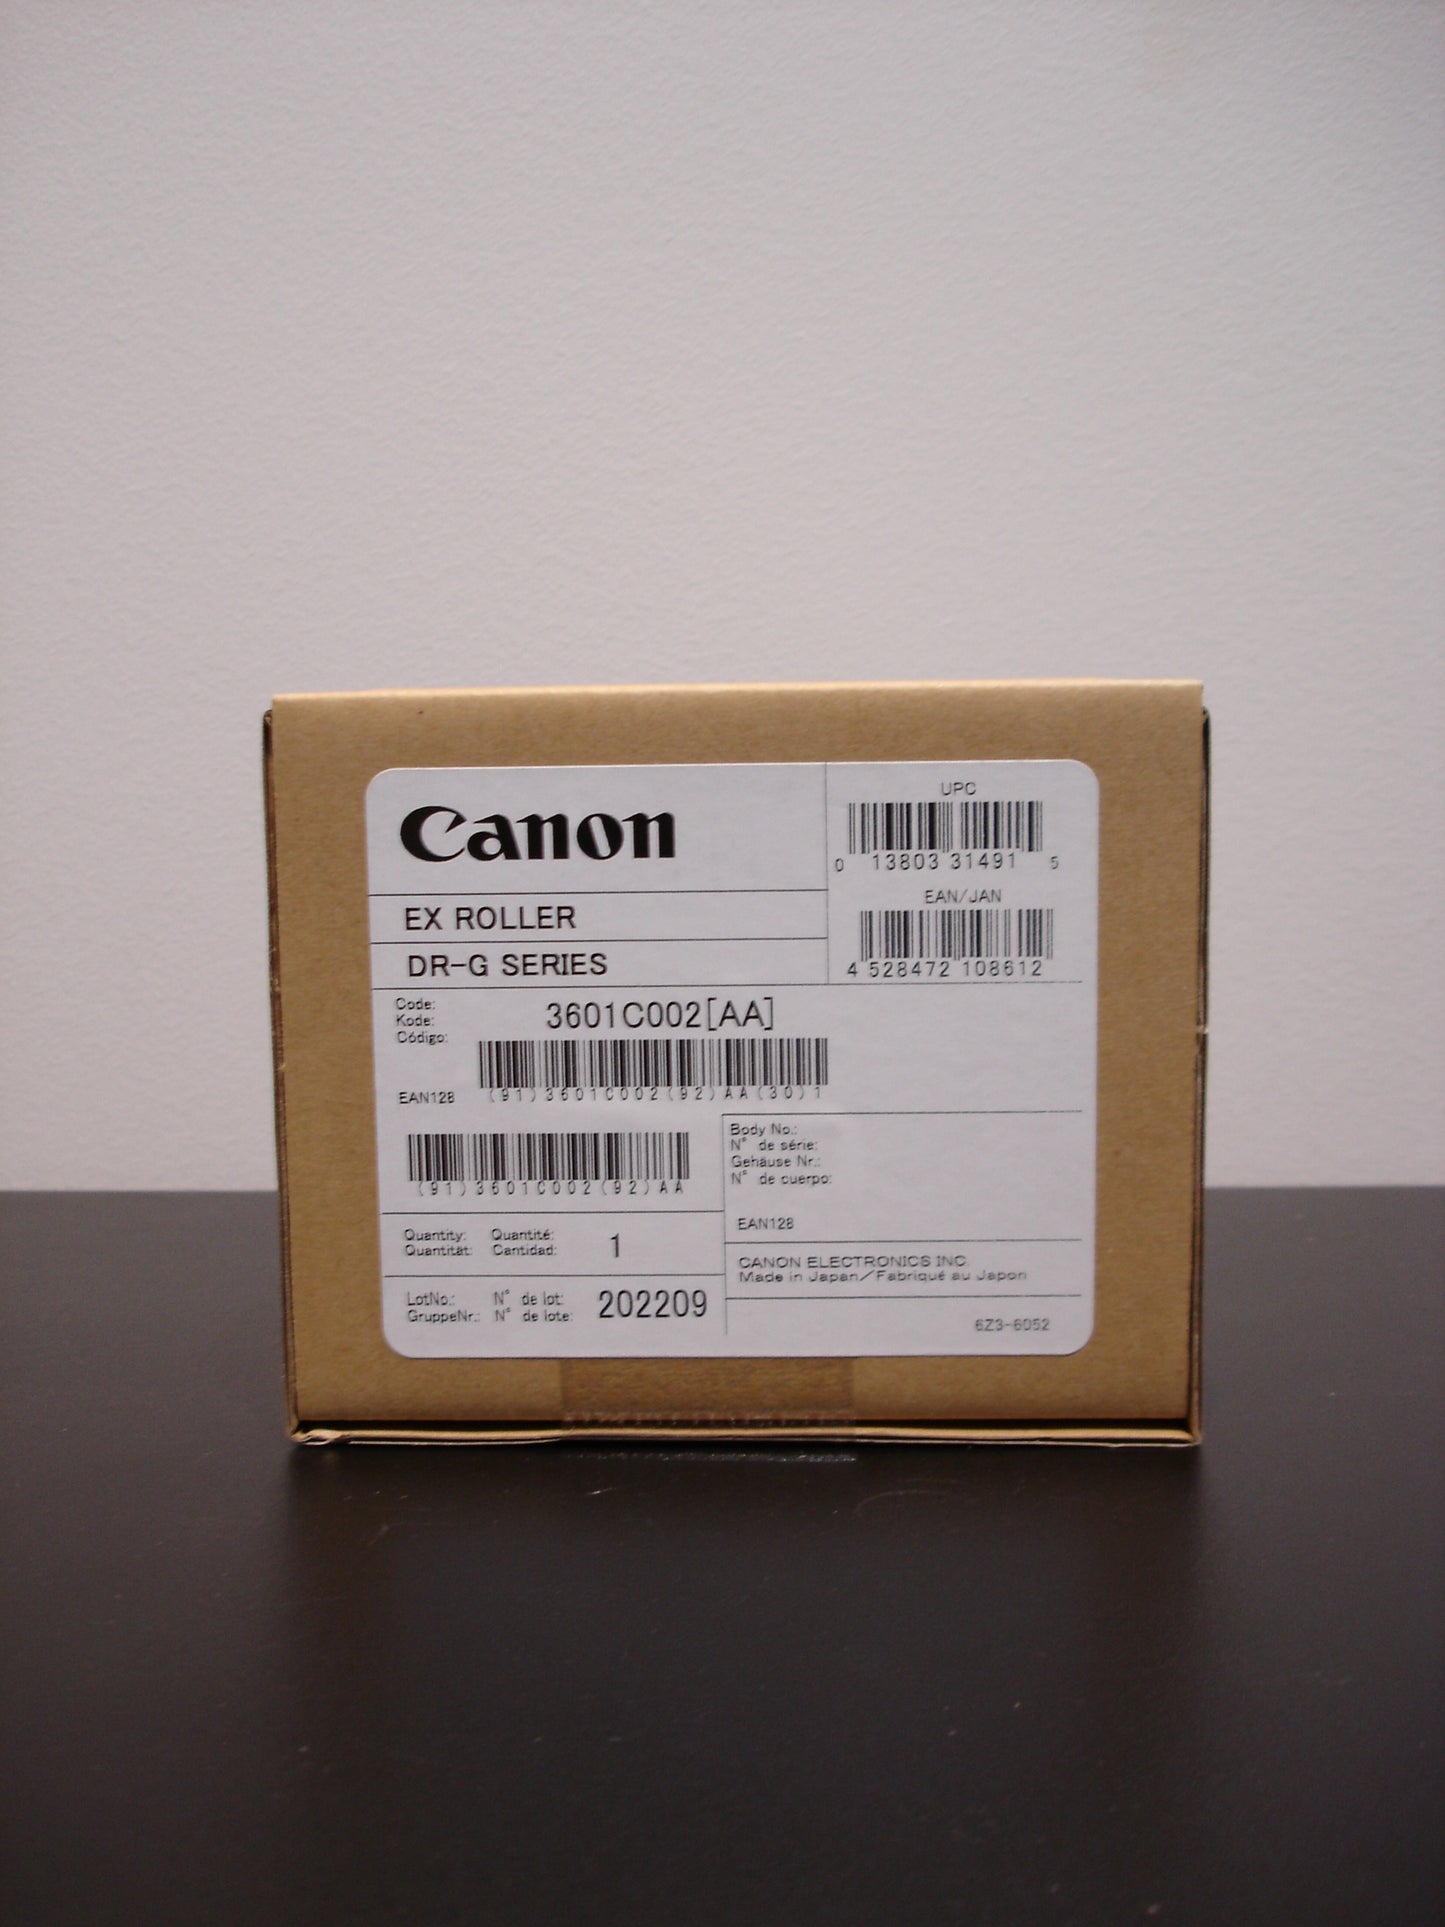 Canon
EX ROLLER
DR-G SERIES
UPC
0 13803 31491 5
EAN/JAN
4 528472 108612
Code:
Kode:
Código:
3601C002[AA]
EAN128
(91)3601C002(92)AA(30)1
(91)3601C002(92)AA
Body No.:
N° de série:
Gehäuse Nr.:
N° de cuerpo:
EAN128
Quantity: Quantité:
Quantität: Cantidad:
1
CANON ELECTRONICS INC.
Made in Japan/Fabriqué au Japon
LotNo.: N° de lot:
GruppeNr.: N° de lote:
202209
6Z3-6052